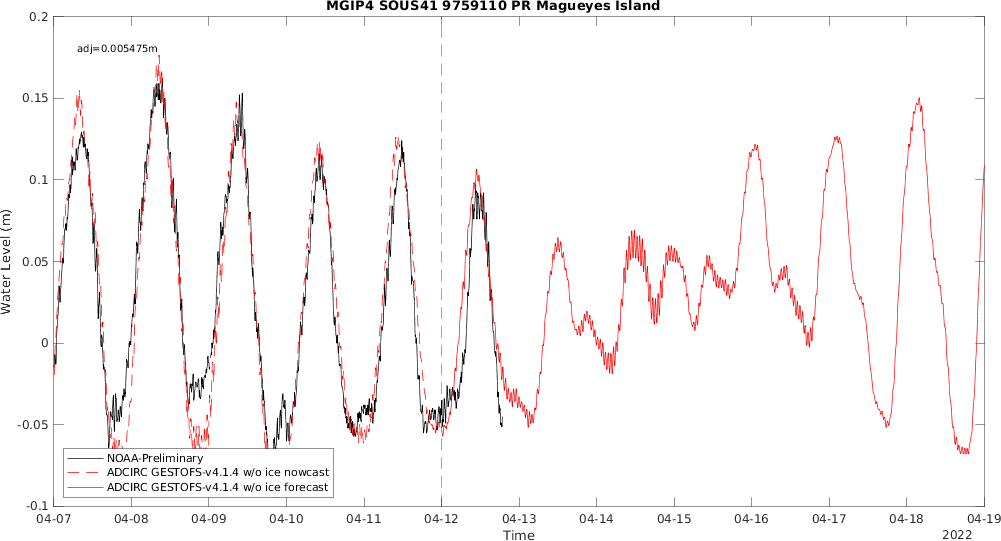 MGIP4 SOUS41 9759110 PR Magueyes Island
0.2
adj=0.005475m
0.15
0.1
0.05
0
-0.05
-0.1
Water Level (m)
NOAA-Preliminary
ADCIRC GESTOFS-v4.1.4 w/o ice nowcast
ADCIRC GESTOFS-v4.1.4 w/o ice forecast
04-07 04-08 04-09 04-10 04-11 04-12 04-13 04-14 04-15 04-16 04-17 04-18 04-19
Time
2022